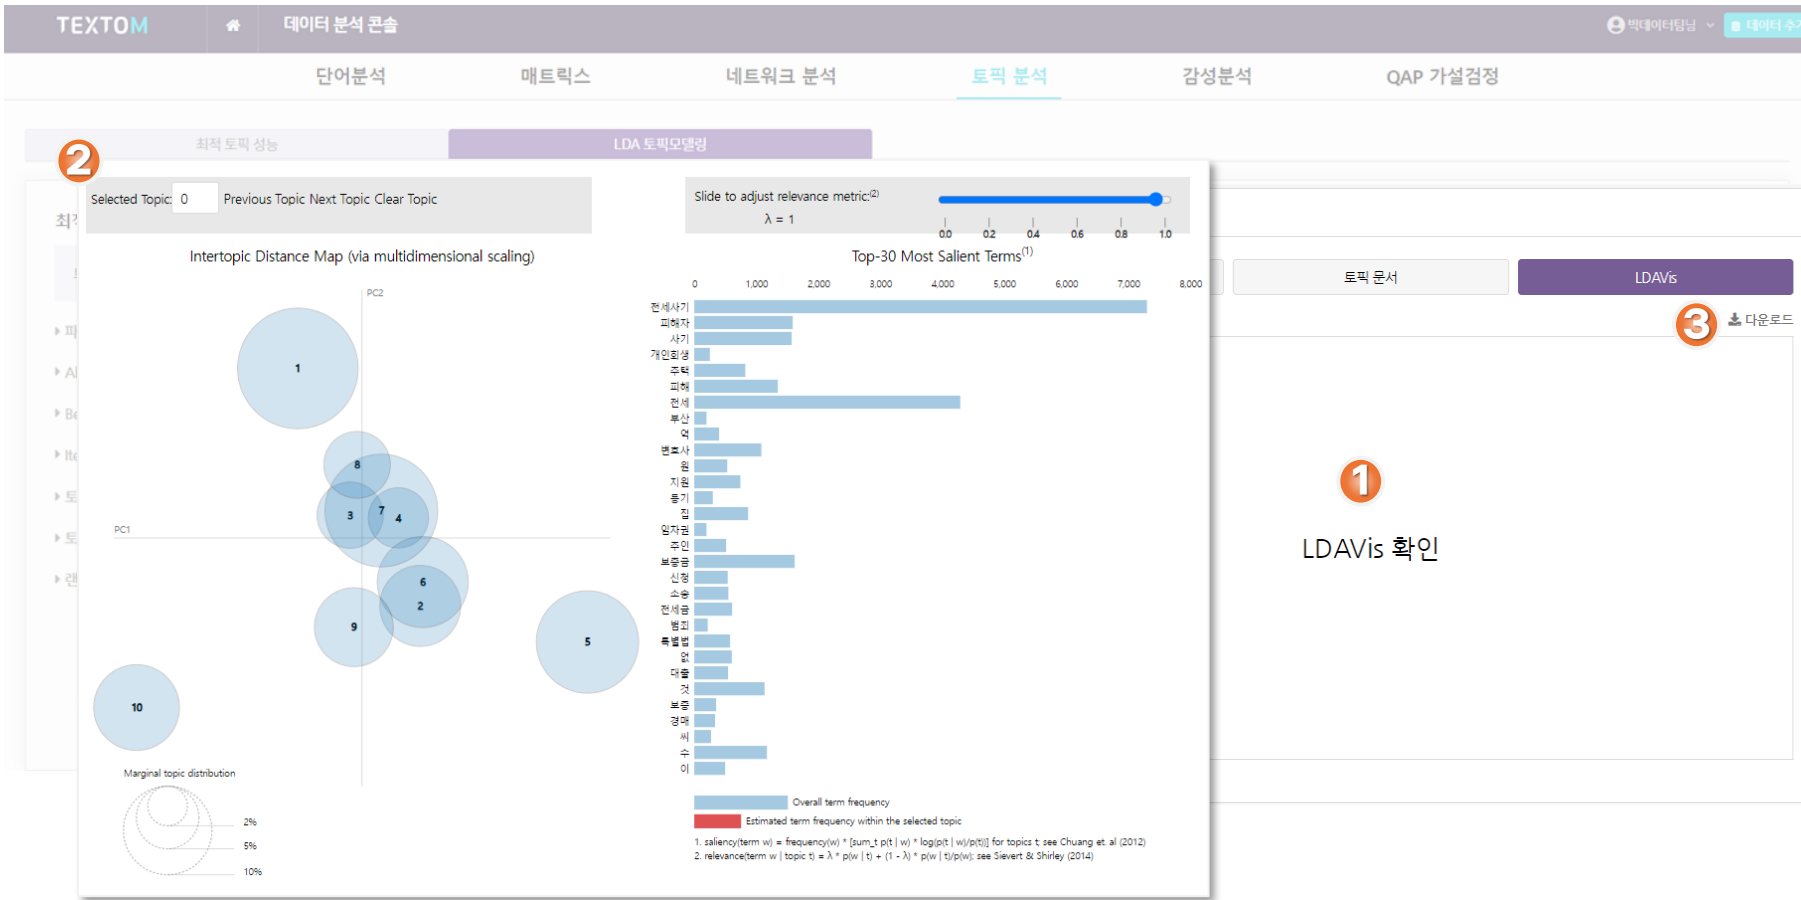 TEXTOM
데이터 분석 콘솔
빅데이터팀님
데이터 추가
단어분석
매트릭스
네트워크 분석
토픽 분석
감성분석
QAP 가설검정
최적 토픽 성능
LDA 토픽모델링
2
Selected Topic: 0 Previous Topic Next Topic Clear Topic
Slide to adjust relevance metric:(2)
λ = 1
0.0 0.2 0.4 0.6 0.8 1.0
Intertopic Distance Map (via multidimensional scaling)
PC2
PC1
1
8
3
7
4
6
2
9
5
10
Marginal topic distribution
2%
5%
10%
Top-30 Most Salient Terms(1)
0 1,000 2,000 3,000 4,000 5,000 6,000 7,000 8,000
전세사기
피해자
사기
개인회생
주택
피해
전세
부산
역
변호사
원
지원
등기
집
임차권
주인
보증금
신청
소송
전세금
범죄
특별법
없
대출
것
보증
경매
씨
수
이
Overall term frequency
Estimated term frequency within the selected topic
1. saliency(term w) = frequency(w) * [sum_t p(t | w) * log(p(t | w)/p(t))] for topics t; see Chuang et. al (2012)
2. relevance(term w | topic t) = λ * p(w | t) + (1 - λ) * p(w | t)/p(w); see Sievert & Shirley (2014)
토픽 문서
LDAVis
3
다운로드
1
LDAVis 확인